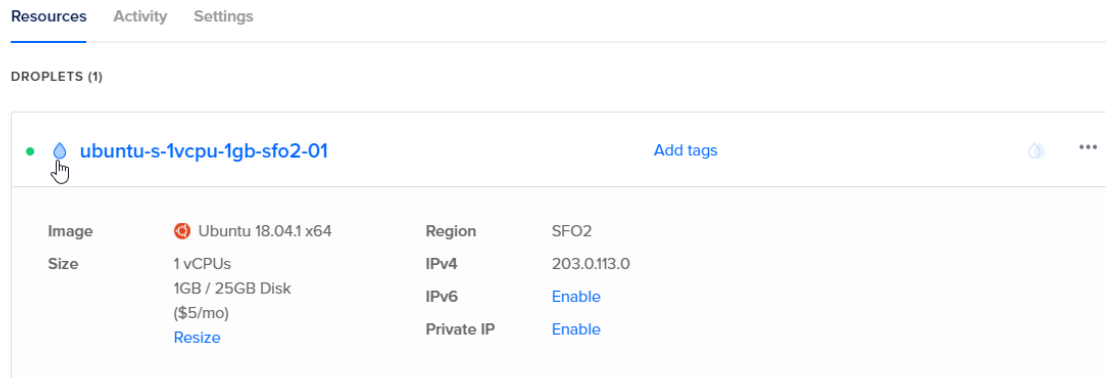 Resources Activity Settings
DROPLETS (1)
ubuntu-s-1vcpu-1gb-sfo2-01 Add tags
Image Ubuntu 18.04.1 x64 Region SFO2
Size 1 vCPUs IPv4 203.0.113.0
1GB / 25GB Disk IPv6 Enable
($5/mo)
Private IP Enable
Resize